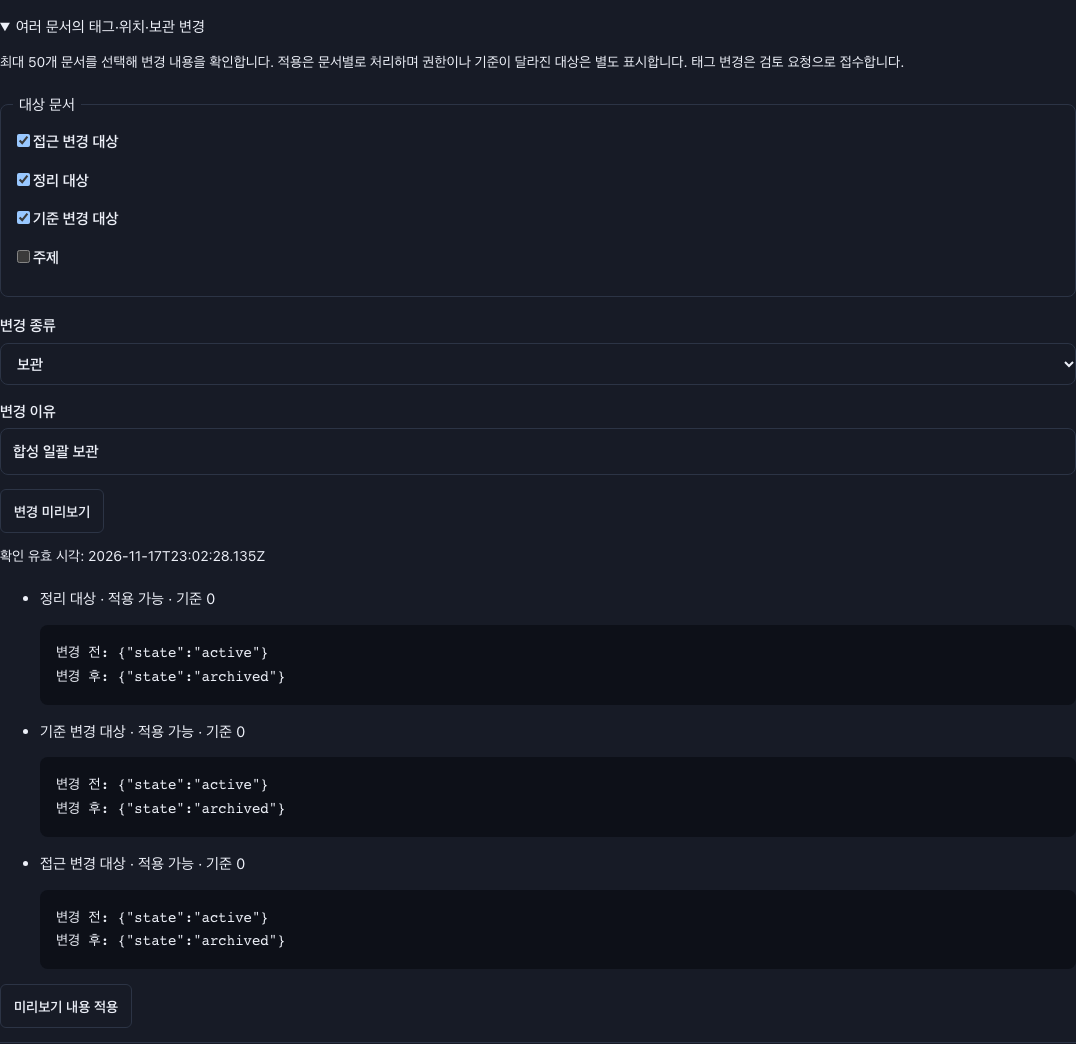 ▼ 여러 문서의 태그·위치·보관 변경
최대 50개 문서를 선택해 변경 내용을 확인합니다. 적용은 문서별로 처리하며 권한이나 기준이 달라진 대상은 별도 표시합니다. 태그 변경은 검토 요청으로 접수합니다.
대상 문서
접근 변경 대상
정리 대상
기준 변경 대상
주제
변경 종류
보관
변경 이유
합성 일괄 보관
변경 미리보기
확인 유효 시각: 2026-11-17T23:02:28.135Z
• 정리 대상 · 적용 가능 · 기준 0
변경 전: {"state":"active"}
변경 후: {"state":"archived"}
• 기준 변경 대상 · 적용 가능 · 기준 0
변경 전: {"state":"active"}
변경 후: {"state":"archived"}
• 접근 변경 대상 · 적용 가능 · 기준 0
변경 전: {"state":"active"}
변경 후: {"state":"archived"}
미리보기 내용 적용